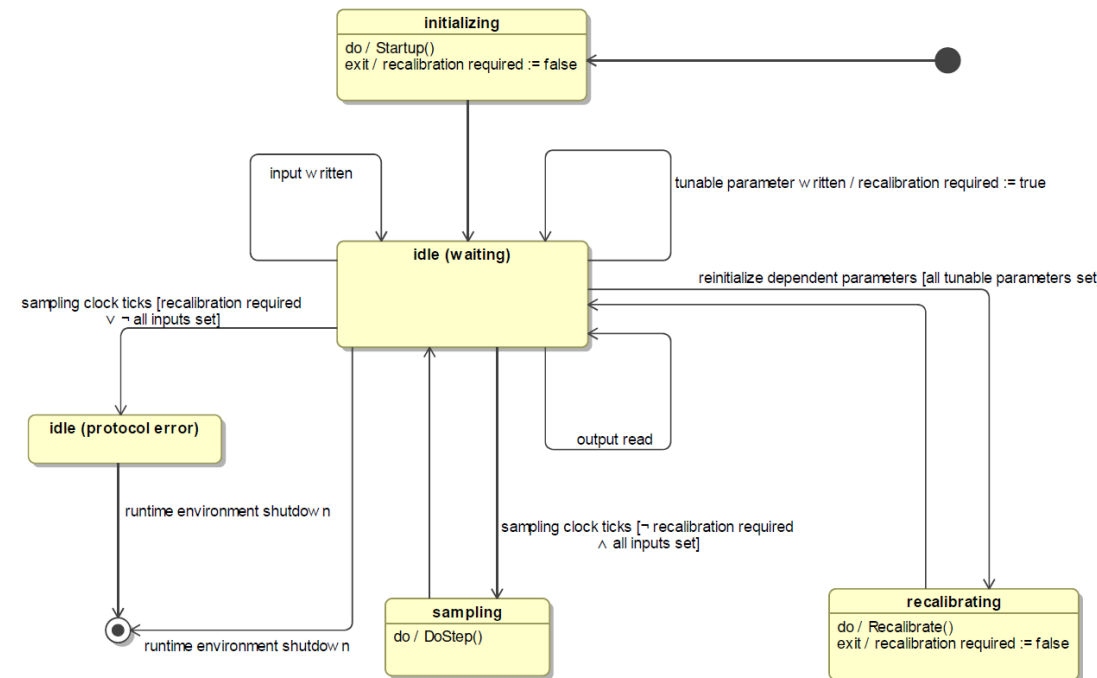 initializing
do / Startup()
exit / recalibration required := false
input written
tunable parameter written / recalibration required := true
idle (waiting)
reinitialize dependent parameters [all tunable parameters set
sampling clock ticks [recalibration required
∨ ¬ all inputs set]
idle (protocol error)
output read
runtime environment shutdown
sampling clock ticks [¬ recalibration required
∧ all inputs set]
sampling
do / DoStep()
recalibrating
do / Recalibrate()
exit / recalibration required := false
runtime environment shutdown